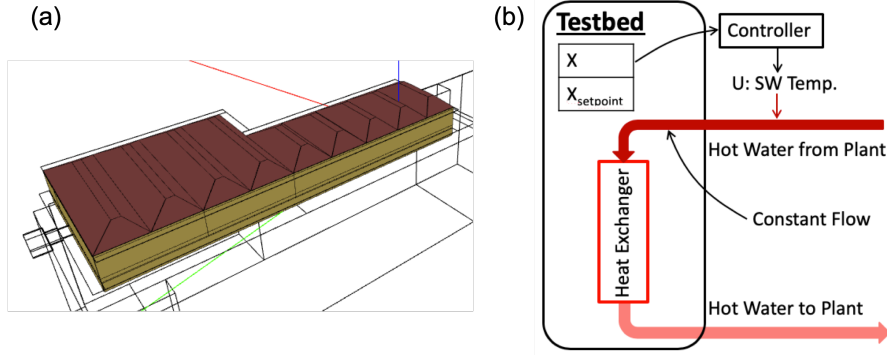 (a)
(b)
Testbed
X
Xsetpoint
Controller
U: SW Temp.
Hot Water from Plant
Heat Exchanger
Constant Flow
Hot Water to Plant